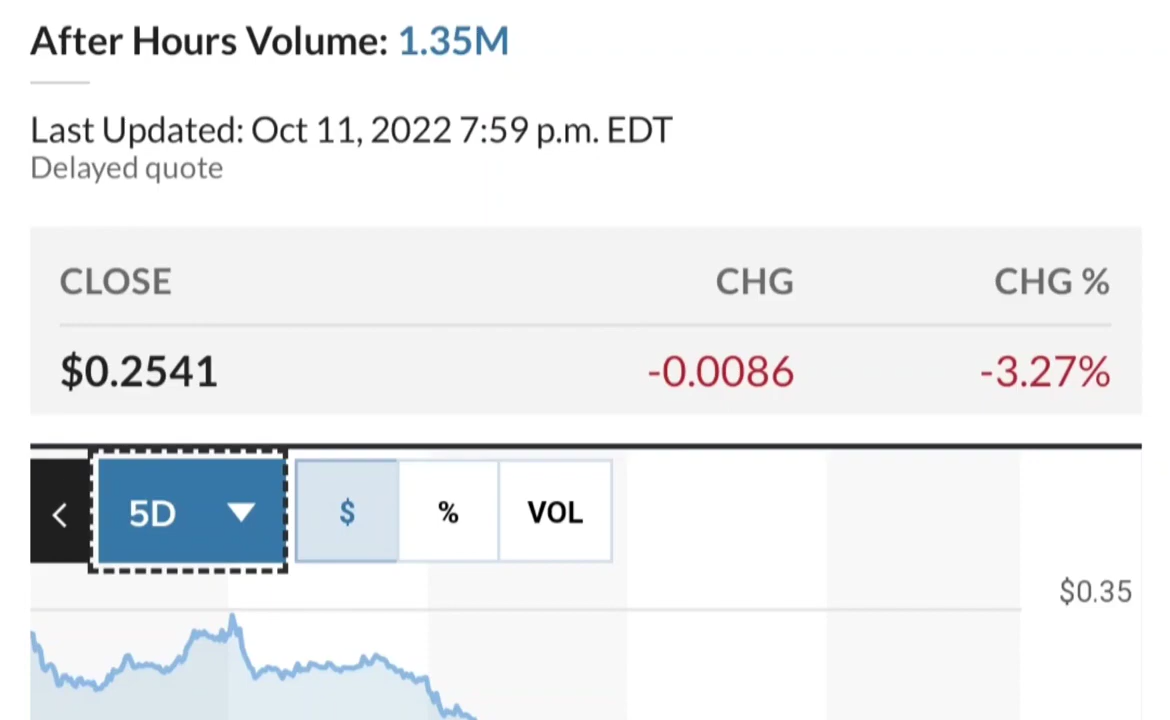 After Hours Volume: 1.35M
Last Updated: Oct 11, 2022 7:59 p.m. EDT
Delayed quote
CLOSE CHG CHG %
$0.2541 -0.0086 -3.27%
5D $ % VOL
$0.35